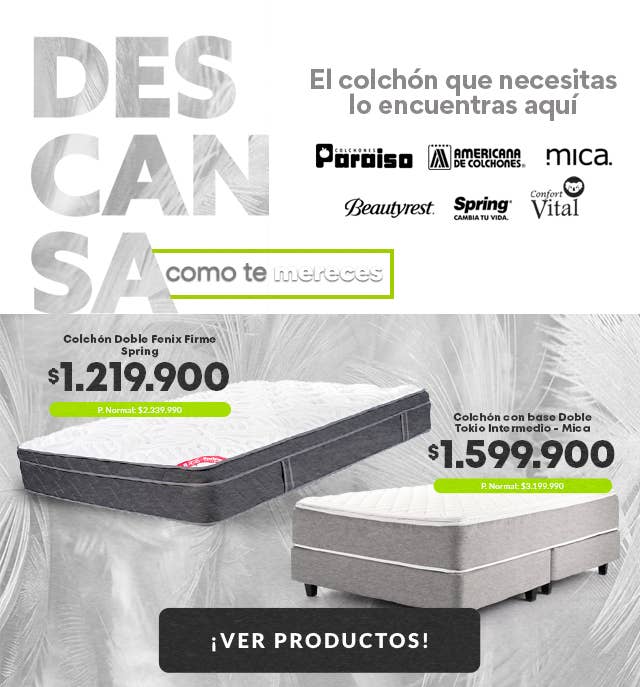 DES
CAN
SA
como te mereces
El colchón que necesitas
lo encuentras aquí
COLCHONES
Paraiso
AMERICANA
DE COLCHONES
mica.
Beautyrest
Spring
CAMBIA TU VIDA.
Confort
Vital
Colchón Doble Fenix Firme
Spring
$1.219.900
P. Normal: $2.339.990
Colchón con base Doble
Tokio Intermedio - Mica
$1.599.900
P. Normal: $3.199.990
¡VER PRODUCTOS!